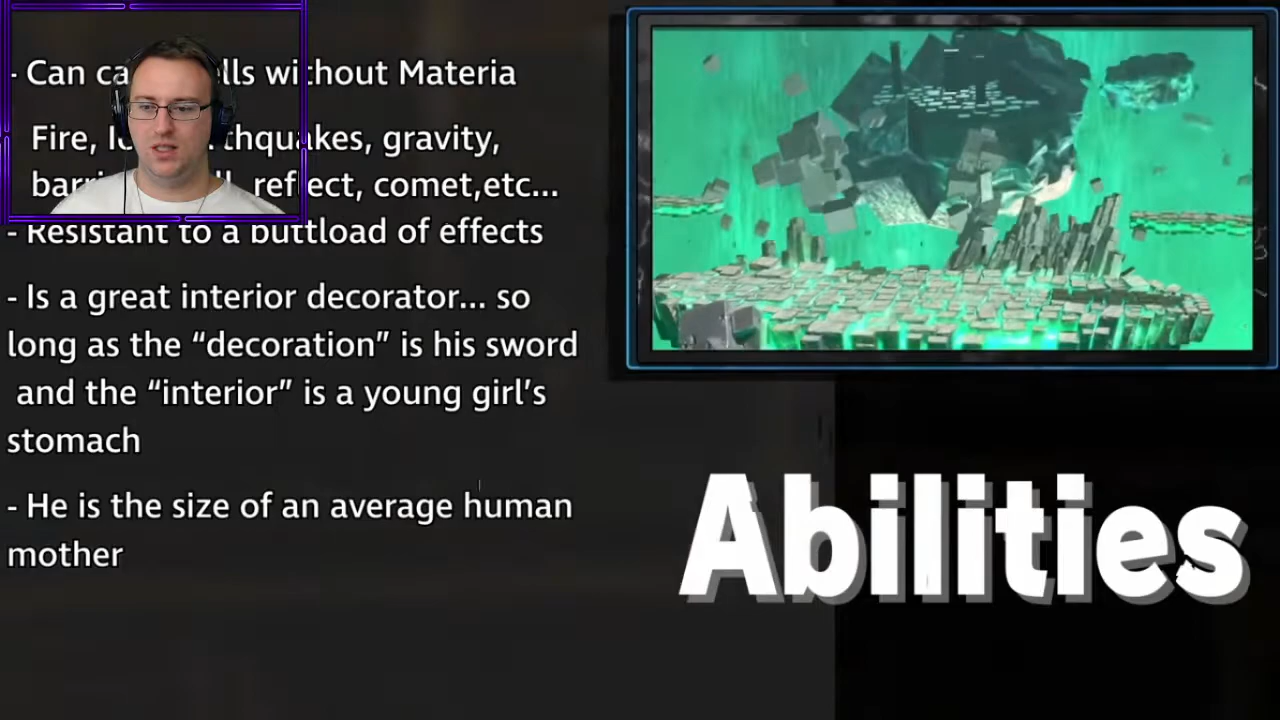 - Can without Materia
Fire, gravity,
reflect, comet,etc...
- Resistant to a buttload of effects
- Is a great interior decorator... so
long as the “decoration” is his sword
and the “interior” is a young girl’s
stomach
- He is the size of an average human
mother
Abilities